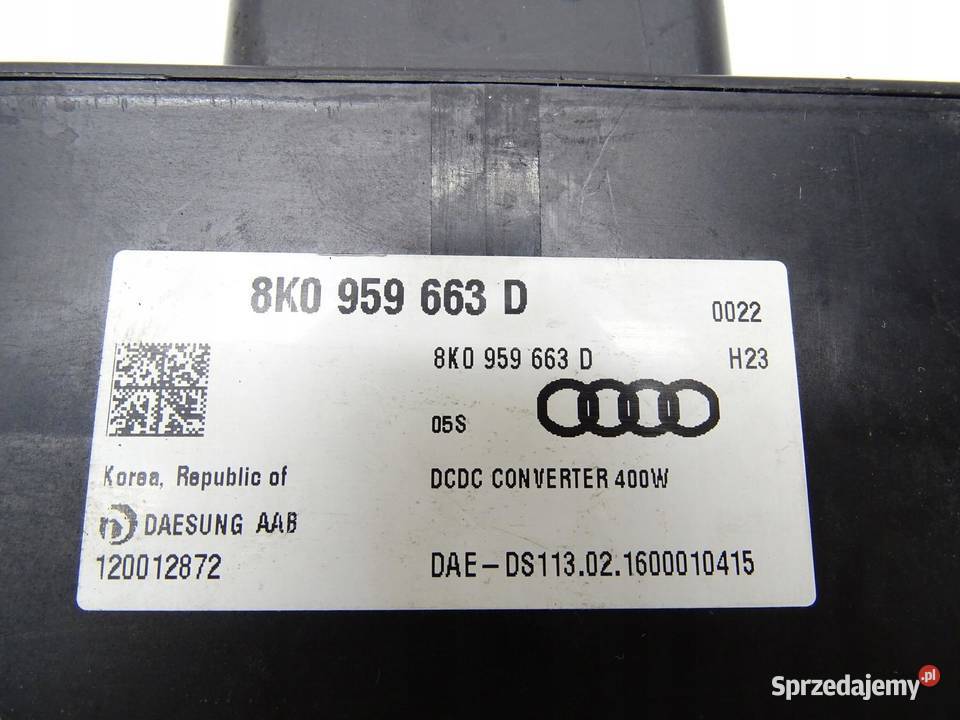 8K0 959 663 D
0022
8K0 959 663 D
H23
05S
Korea, Republic of
DCDC CONVERTER 400W
DAESUNG AAB
120012872
DAE-DS113.02.1600010415
Sprzedajemy.pl